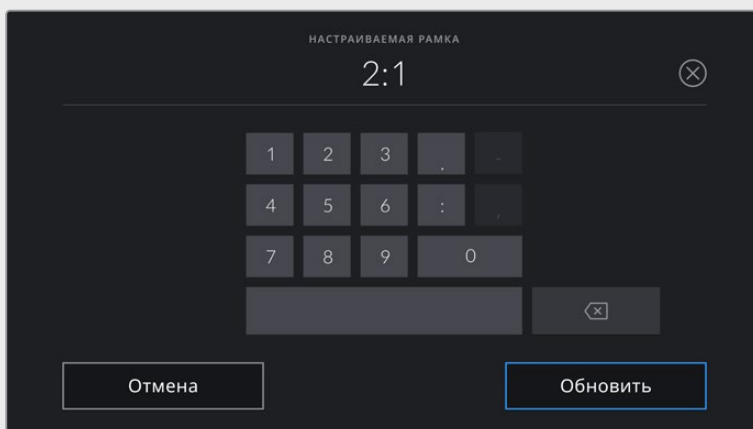 НАСТРАИВАЕМАЯ РАМКА
2:1
1 2 3 . -
4 5 6 : ,
7 8 9 0
Отмена Обновить